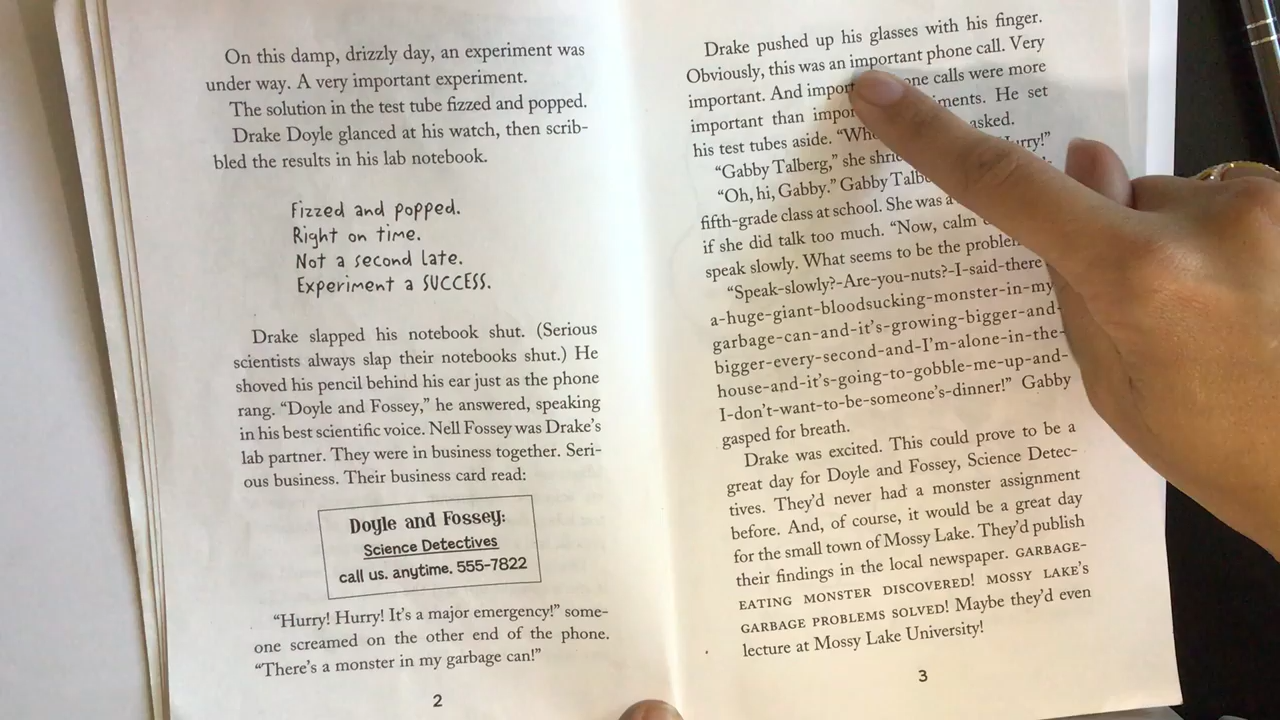 On this damp, drizzly day, an experiment was
under way. A very important experiment.
The solution in the test tube fizzed and popped.
Drake Doyle glanced at his watch, then scrib-
bled the results in his lab notebook.
Fizzed and popped.
Right on time.
Not a second late.
Experiment a SUCCESS.
Drake slapped his notebook shut. (Serious
scientists always slap their notebooks shut.) He
shoved his pencil behind his ear just as the phone
rang. “Doyle and Fossey,” he answered, speaking
in his best scientific voice. Nell Fossey was Drake’s
lab partner. They were in business together. Seri-
ous business. Their business card read:
Doyle and Fossey:
Science Detectives
call us. anytime. 555-7822
“Hurry! Hurry! It’s a major emergency!” some-
one screamed on the other end of the phone.
“There’s a monster in my garbage can!”
2
Drake pushed up his glasses with his finger.
Obviously, this was an important phone call. Very
important. And calls were more
important than He set
his test tubes aside. asked.
“Gabby Talberg,” she
“Oh, hi, Gabby.” Gabby
fifth-grade class at school. She was a
if she did talk too much. “Now, calm
speak slowly. What seems to be the
“Speak-slowly?-Are-you-nuts?-I-said-there
a-huge-giant-bloodsucking-monster-in-my
garbage-can-and-it’s-growing-bigger-and-
bigger-every-second-and-I’m-alone-in-the-
house-and-it’s-going-to-gobble-me-up-and-
I-don’t-want-to-be-someone’s-dinner!” Gabby
gasped for breath.
Drake was excited. This could prove to be a
great day for Doyle and Fossey, Science Detec-
tives. They’d never had a monster assignment
before. And, of course, it would be a great day
for the small town of Mossy Lake. They’d publish
their findings in the local newspaper. GARBAGE-
EATING MONSTER DISCOVERED! MOSSY LAKE’S
GARBAGE PROBLEMS SOLVED! Maybe they’d even
lecture at Mossy Lake University!
3